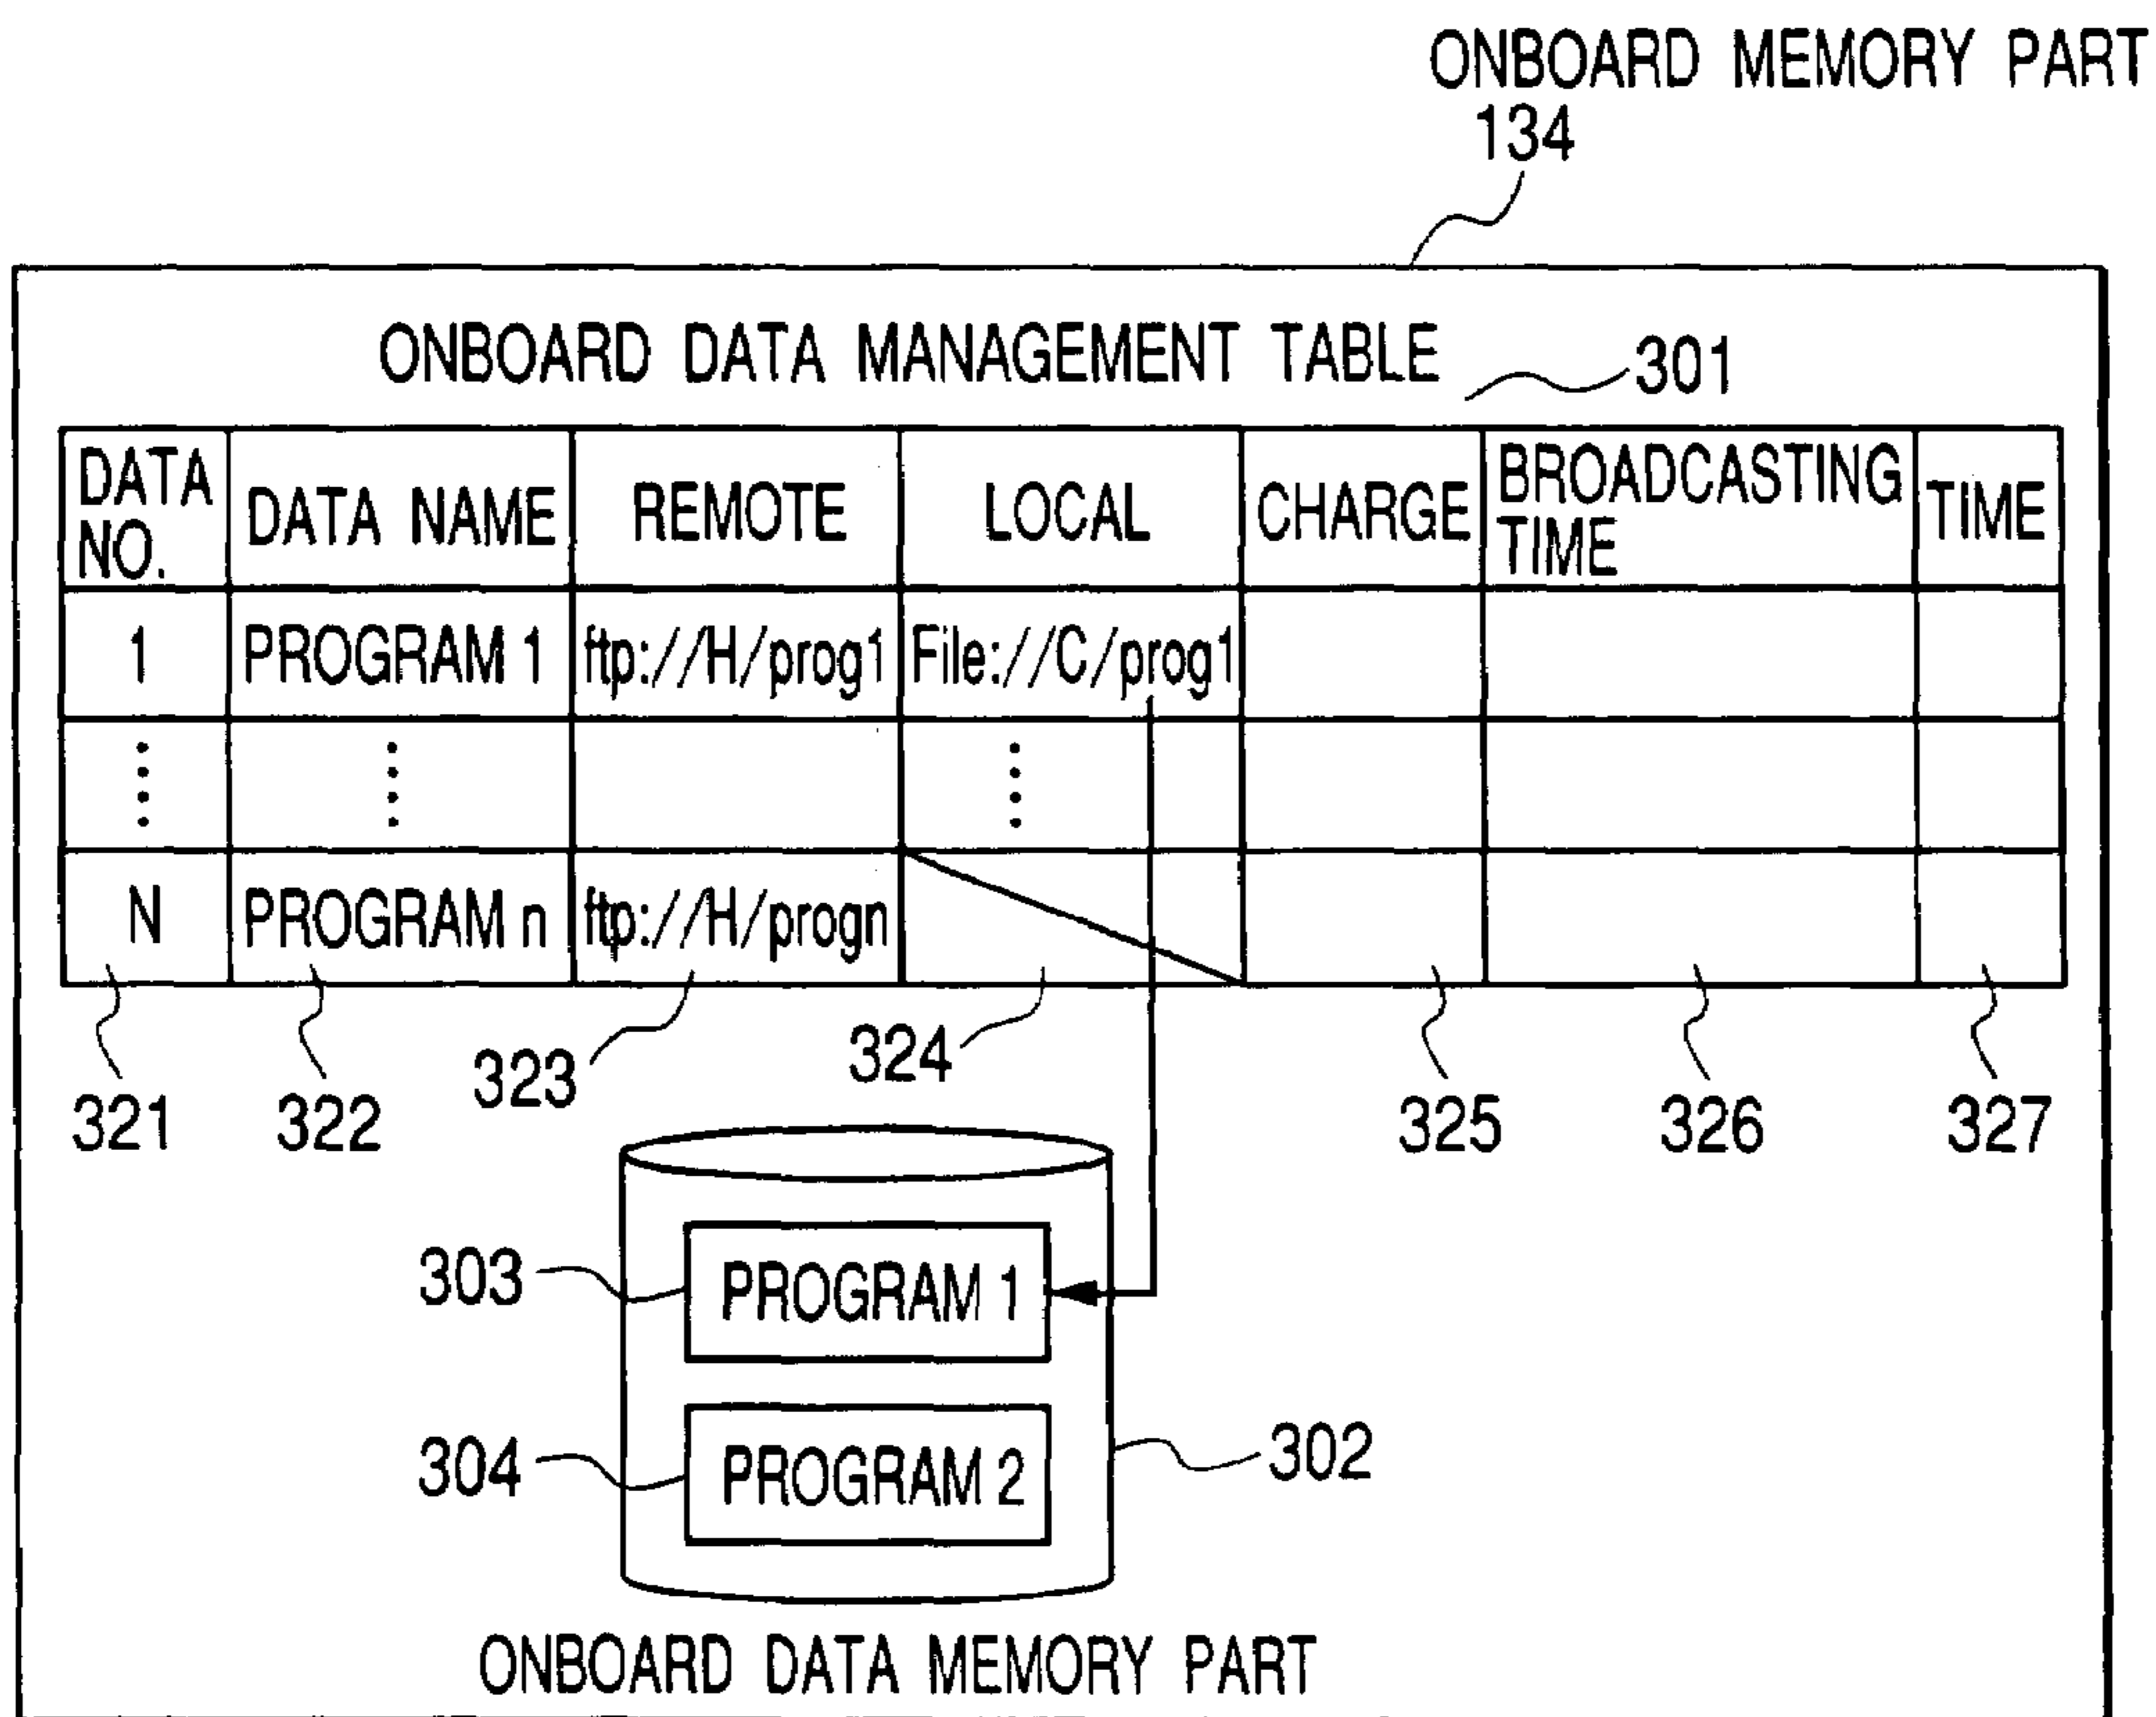 ONBOARD MEMORY PART
134
ONBOARD DATA MANAGEMENT TABLE
301
DATA NO.
DATA NAME
REMOTE
LOCAL
CHARGE
BROADCASTING TIME
TIME
1
PROGRAM 1
ftp://H/prog1
File://C/prog1
N
PROGRAM n
ftp://H/progn
321
322
323
324
325
326
327
303
PROGRAM 1
304
PROGRAM 2
302
ONBOARD DATA MEMORY PART